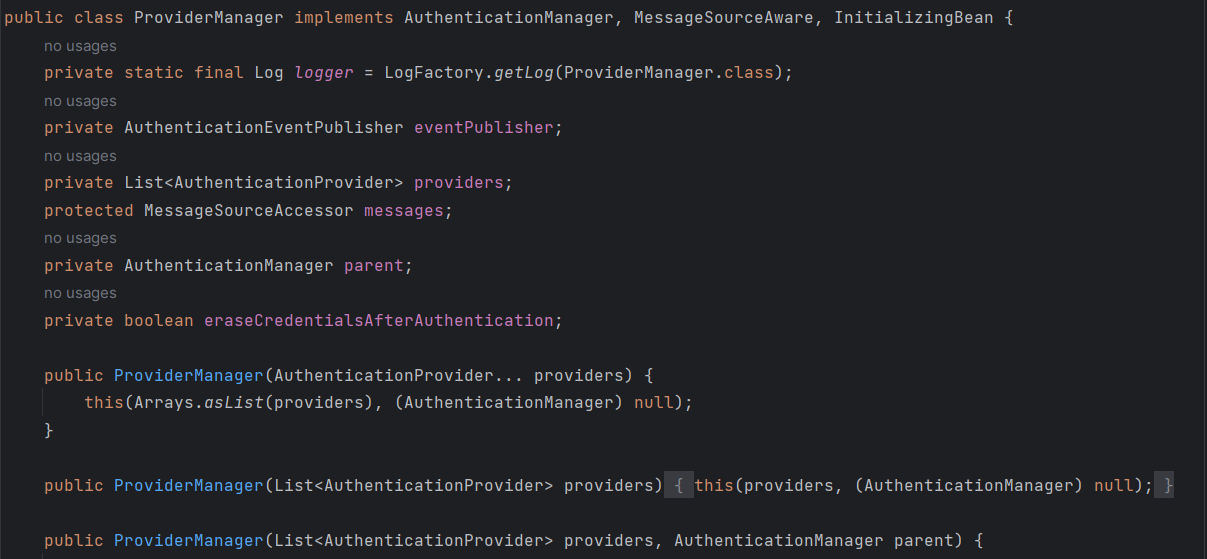 public class ProviderManager implements AuthenticationManager, MessageSourceAware, InitializingBean {
no usages
private static final Log logger = LogFactory.getLog(ProviderManager.class);
no usages
private AuthenticationEventPublisher eventPublisher;
no usages
private List<AuthenticationProvider> providers;
protected MessageSourceAccessor messages;
no usages
private AuthenticationManager parent;
no usages
private boolean eraseCredentialsAfterAuthentication;
public ProviderManager(AuthenticationProvider... providers) {
this(Arrays.asList(providers), (AuthenticationManager) null);
}
public ProviderManager(List<AuthenticationProvider> providers) { this(providers, (AuthenticationManager) null); }
public ProviderManager(List<AuthenticationProvider> providers, AuthenticationManager parent) {